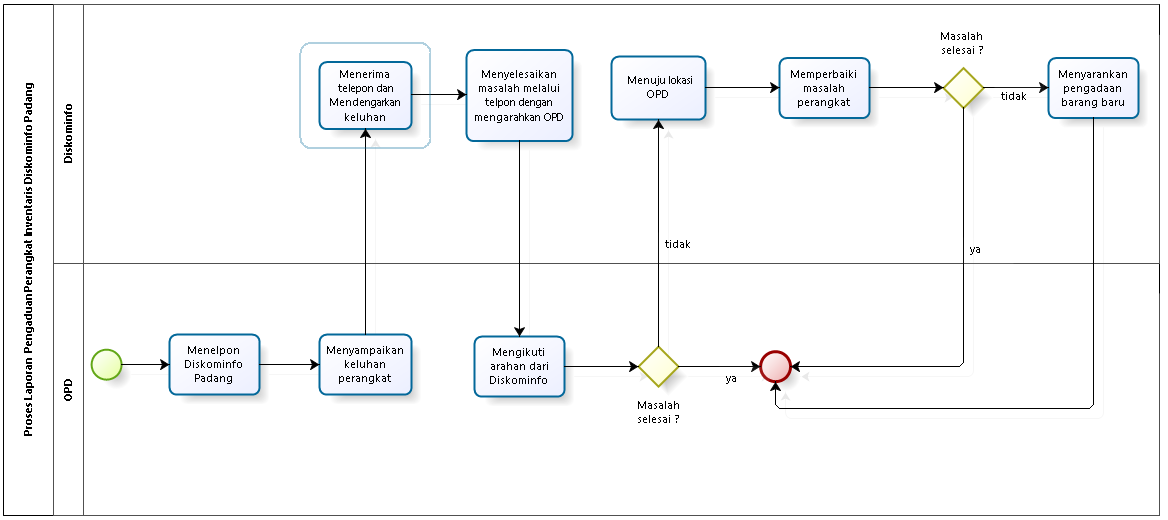 Proses Laporan Pengaduan Perangkat Inventaris Diskominfo Padang
Diskominfo
Menerima
telepon dan
Mendengarkan
keluhan
Menyelesaikan
masalah melalui
telpon dengan
mengarahkan OPD
Menuju lokasi
OPD
Memperbaiki
masalah
perangkat
Masalah
selesai ?
tidak
Menyarankan
pengadaan
barang baru
tidak
ya
OPD
Menelpon
Diskominfo
Padang
Menyampaikan
keluhan
perangkat
Mengikuti
arahan dari
Diskominfo
Masalah
selesai ?
ya